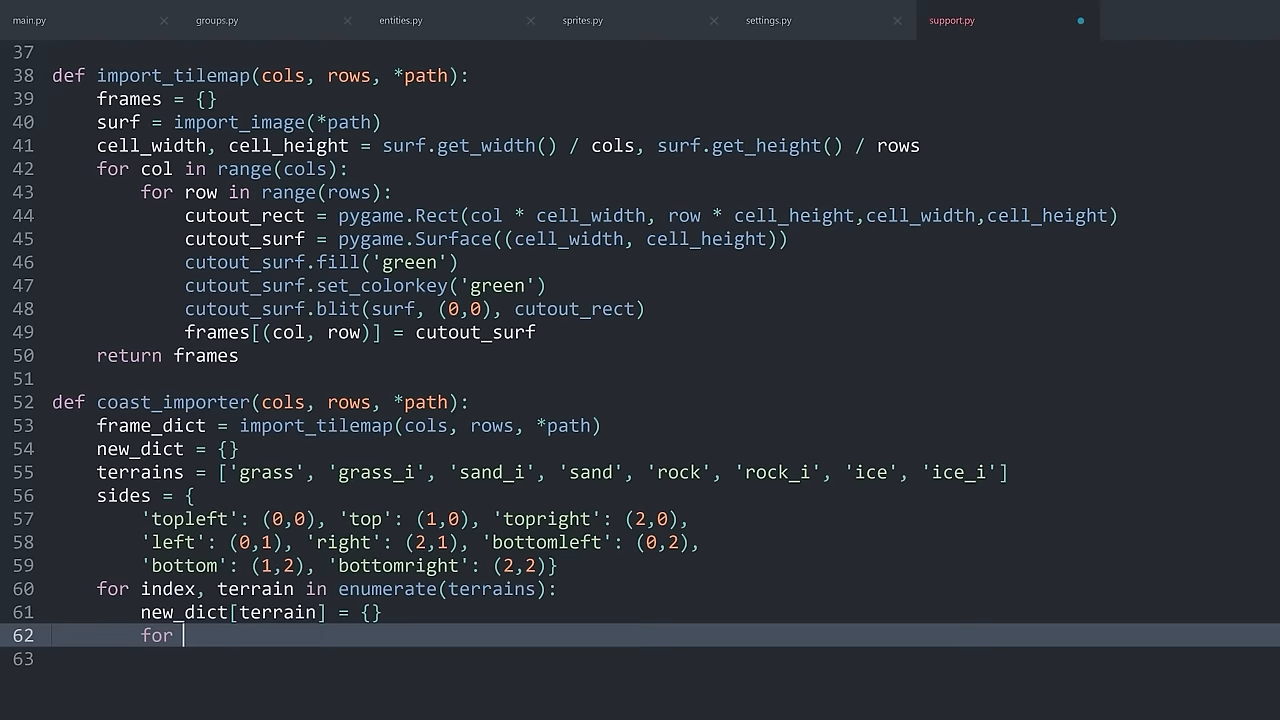 main.py groups.py entities.py sprites.py settings.py support.py
37
38 def import_tilemap(cols, rows, *path):
39     frames = {}
40     surf = import_image(*path)
41     cell_width, cell_height = surf.get_width() / cols, surf.get_height() / rows
42     for col in range(cols):
43         for row in range(rows):
44             cutout_rect = pygame.Rect(col * cell_width, row * cell_height,cell_width,cell_height)
45             cutout_surf = pygame.Surface((cell_width, cell_height))
46             cutout_surf.fill('green')
47             cutout_surf.set_colorkey('green')
48             cutout_surf.blit(surf, (0,0), cutout_rect)
49             frames[(col, row)] = cutout_surf
50     return frames
51
52 def coast_importer(cols, rows, *path):
53     frame_dict = import_tilemap(cols, rows, *path)
54     new_dict = {}
55     terrains = ['grass', 'grass_i', 'sand_i', 'sand', 'rock', 'rock_i', 'ice', 'ice_i']
56     sides = {
57         'topleft': (0,0), 'top': (1,0), 'topright': (2,0),
58         'left': (0,1), 'right': (2,1), 'bottomleft': (0,2),
59         'bottom': (1,2), 'bottomright': (2,2)}
60     for index, terrain in enumerate(terrains):
61         new_dict[terrain] = {}
62         for
63